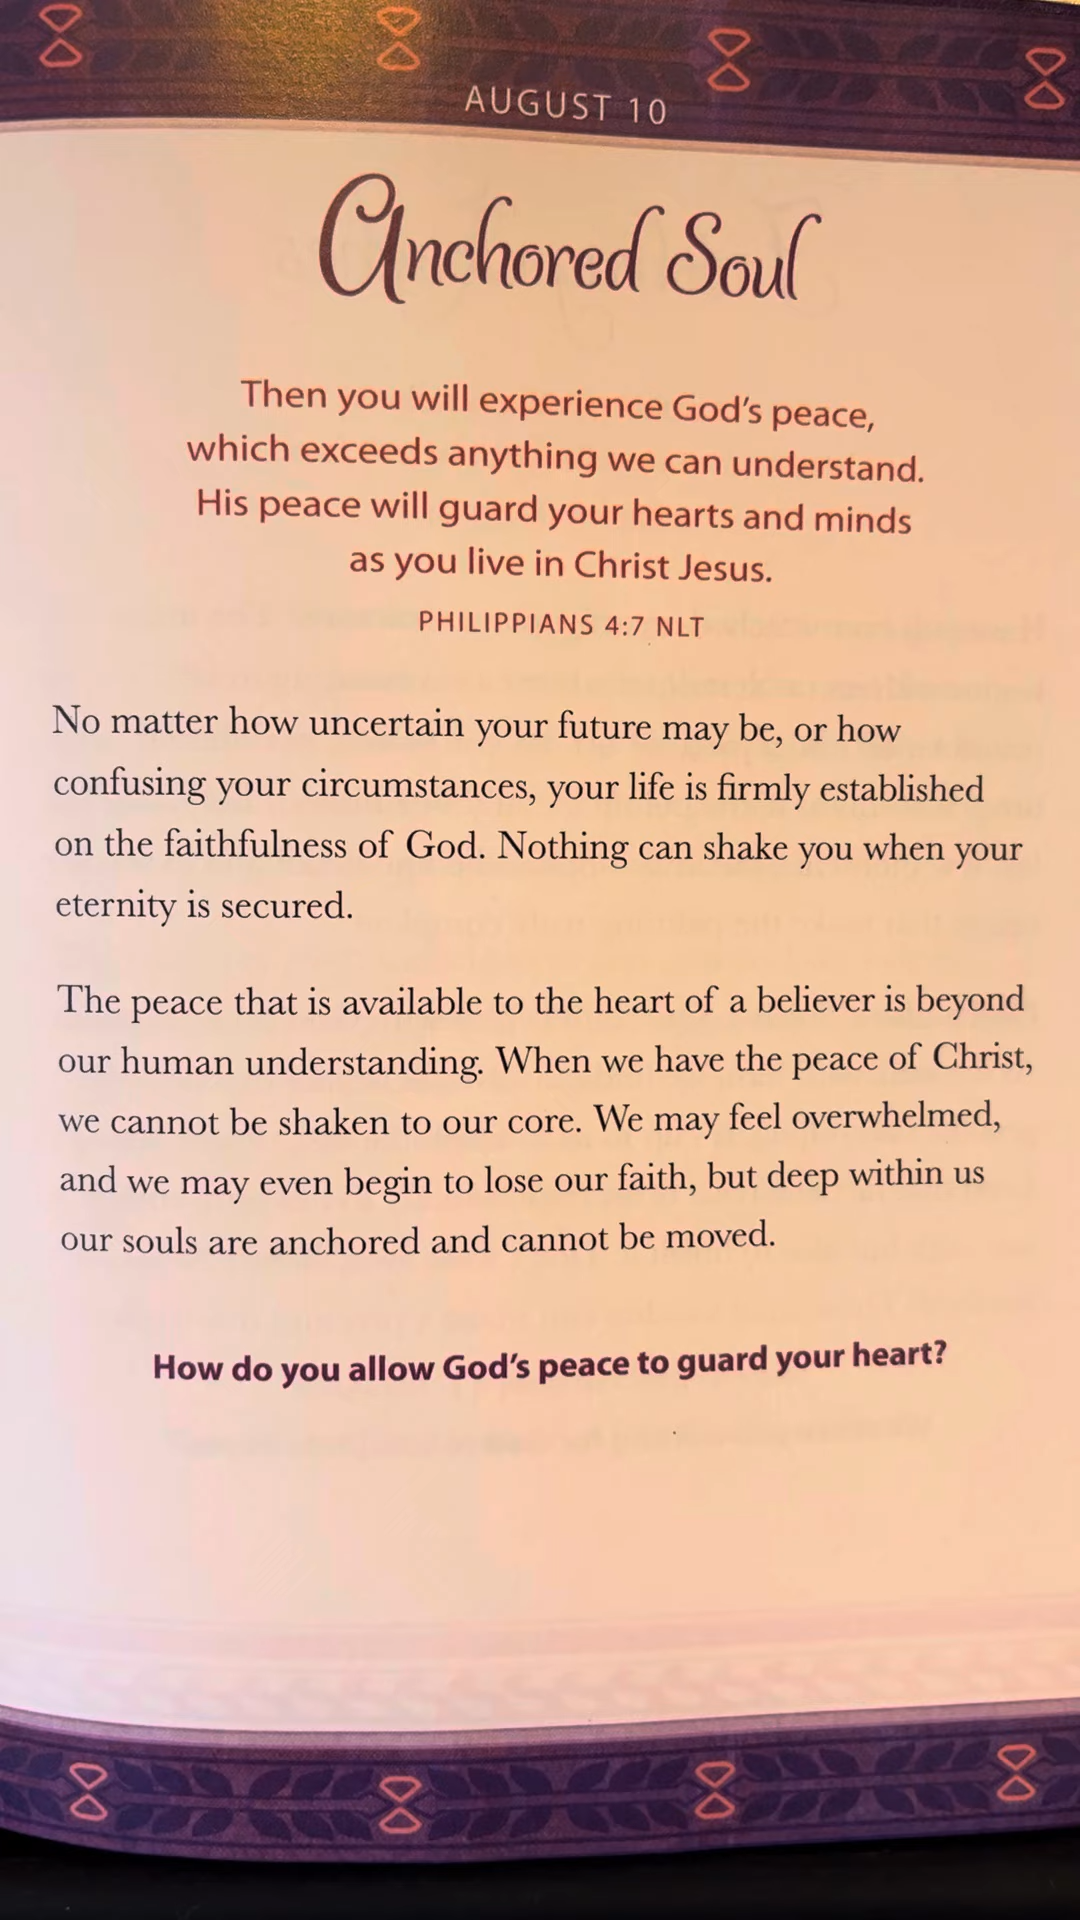 AUGUST 10
Anchored Soul
Then you will experience God's peace,
which exceeds anything we can understand.
His peace will guard your hearts and minds
as you live in Christ Jesus.
PHILIPPIANS 4:7 NLT
No matter how uncertain your future may be, or how
confusing your circumstances, your life is firmly established
on the faithfulness of God. Nothing can shake you when your
eternity is secured.
The peace that is available to the heart of a believer is beyond
our human understanding. When we have the peace of Christ,
we cannot be shaken to our core. We may feel overwhelmed,
and we may even begin to lose our faith, but deep within us
our souls are anchored and cannot be moved.
How do you allow God's peace to guard your heart?